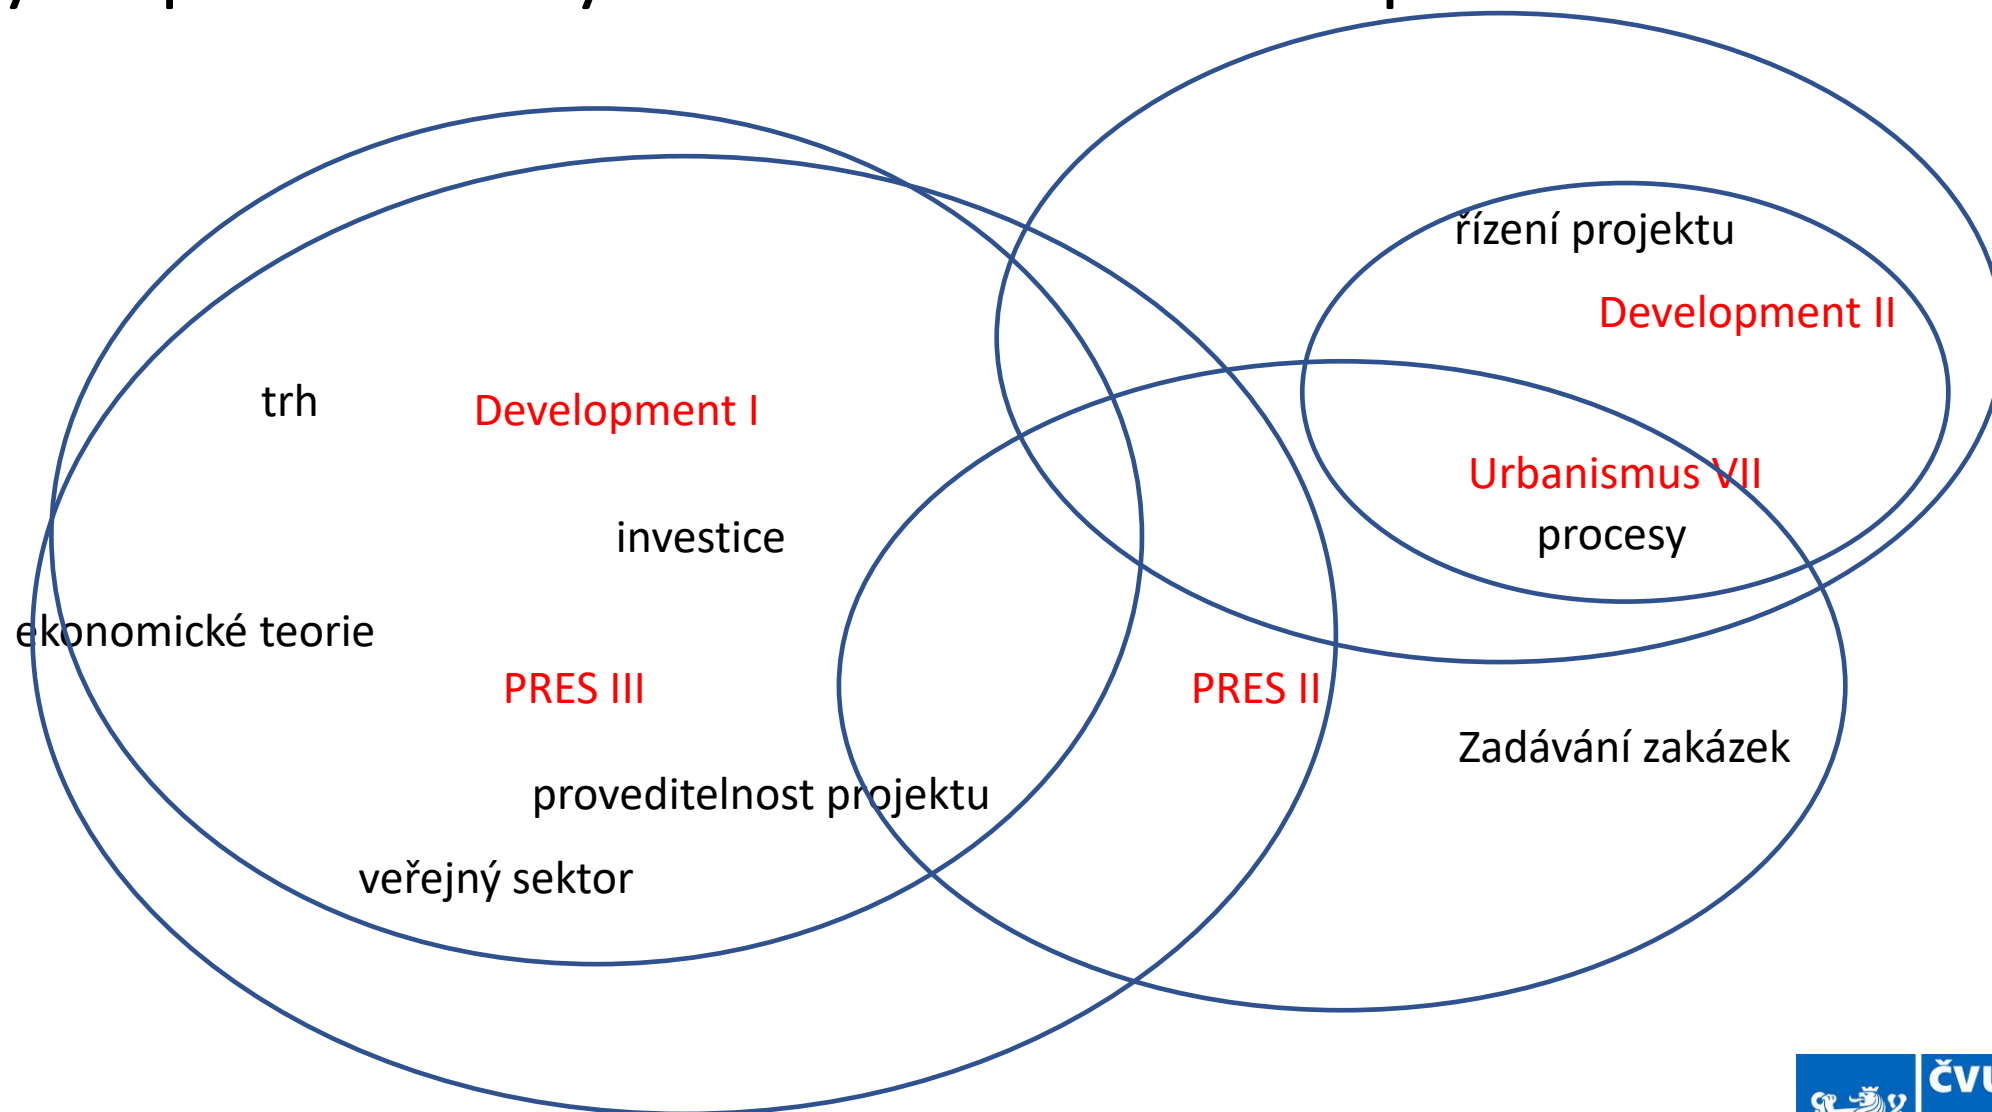 řízení projektu
Development II
trh
Development I
Urbanismus VII
investice
procesy
ekonomické teorie
PRES III
PRES II
Zadávání zakázek
proveditelnost projektu
veřejný sektor